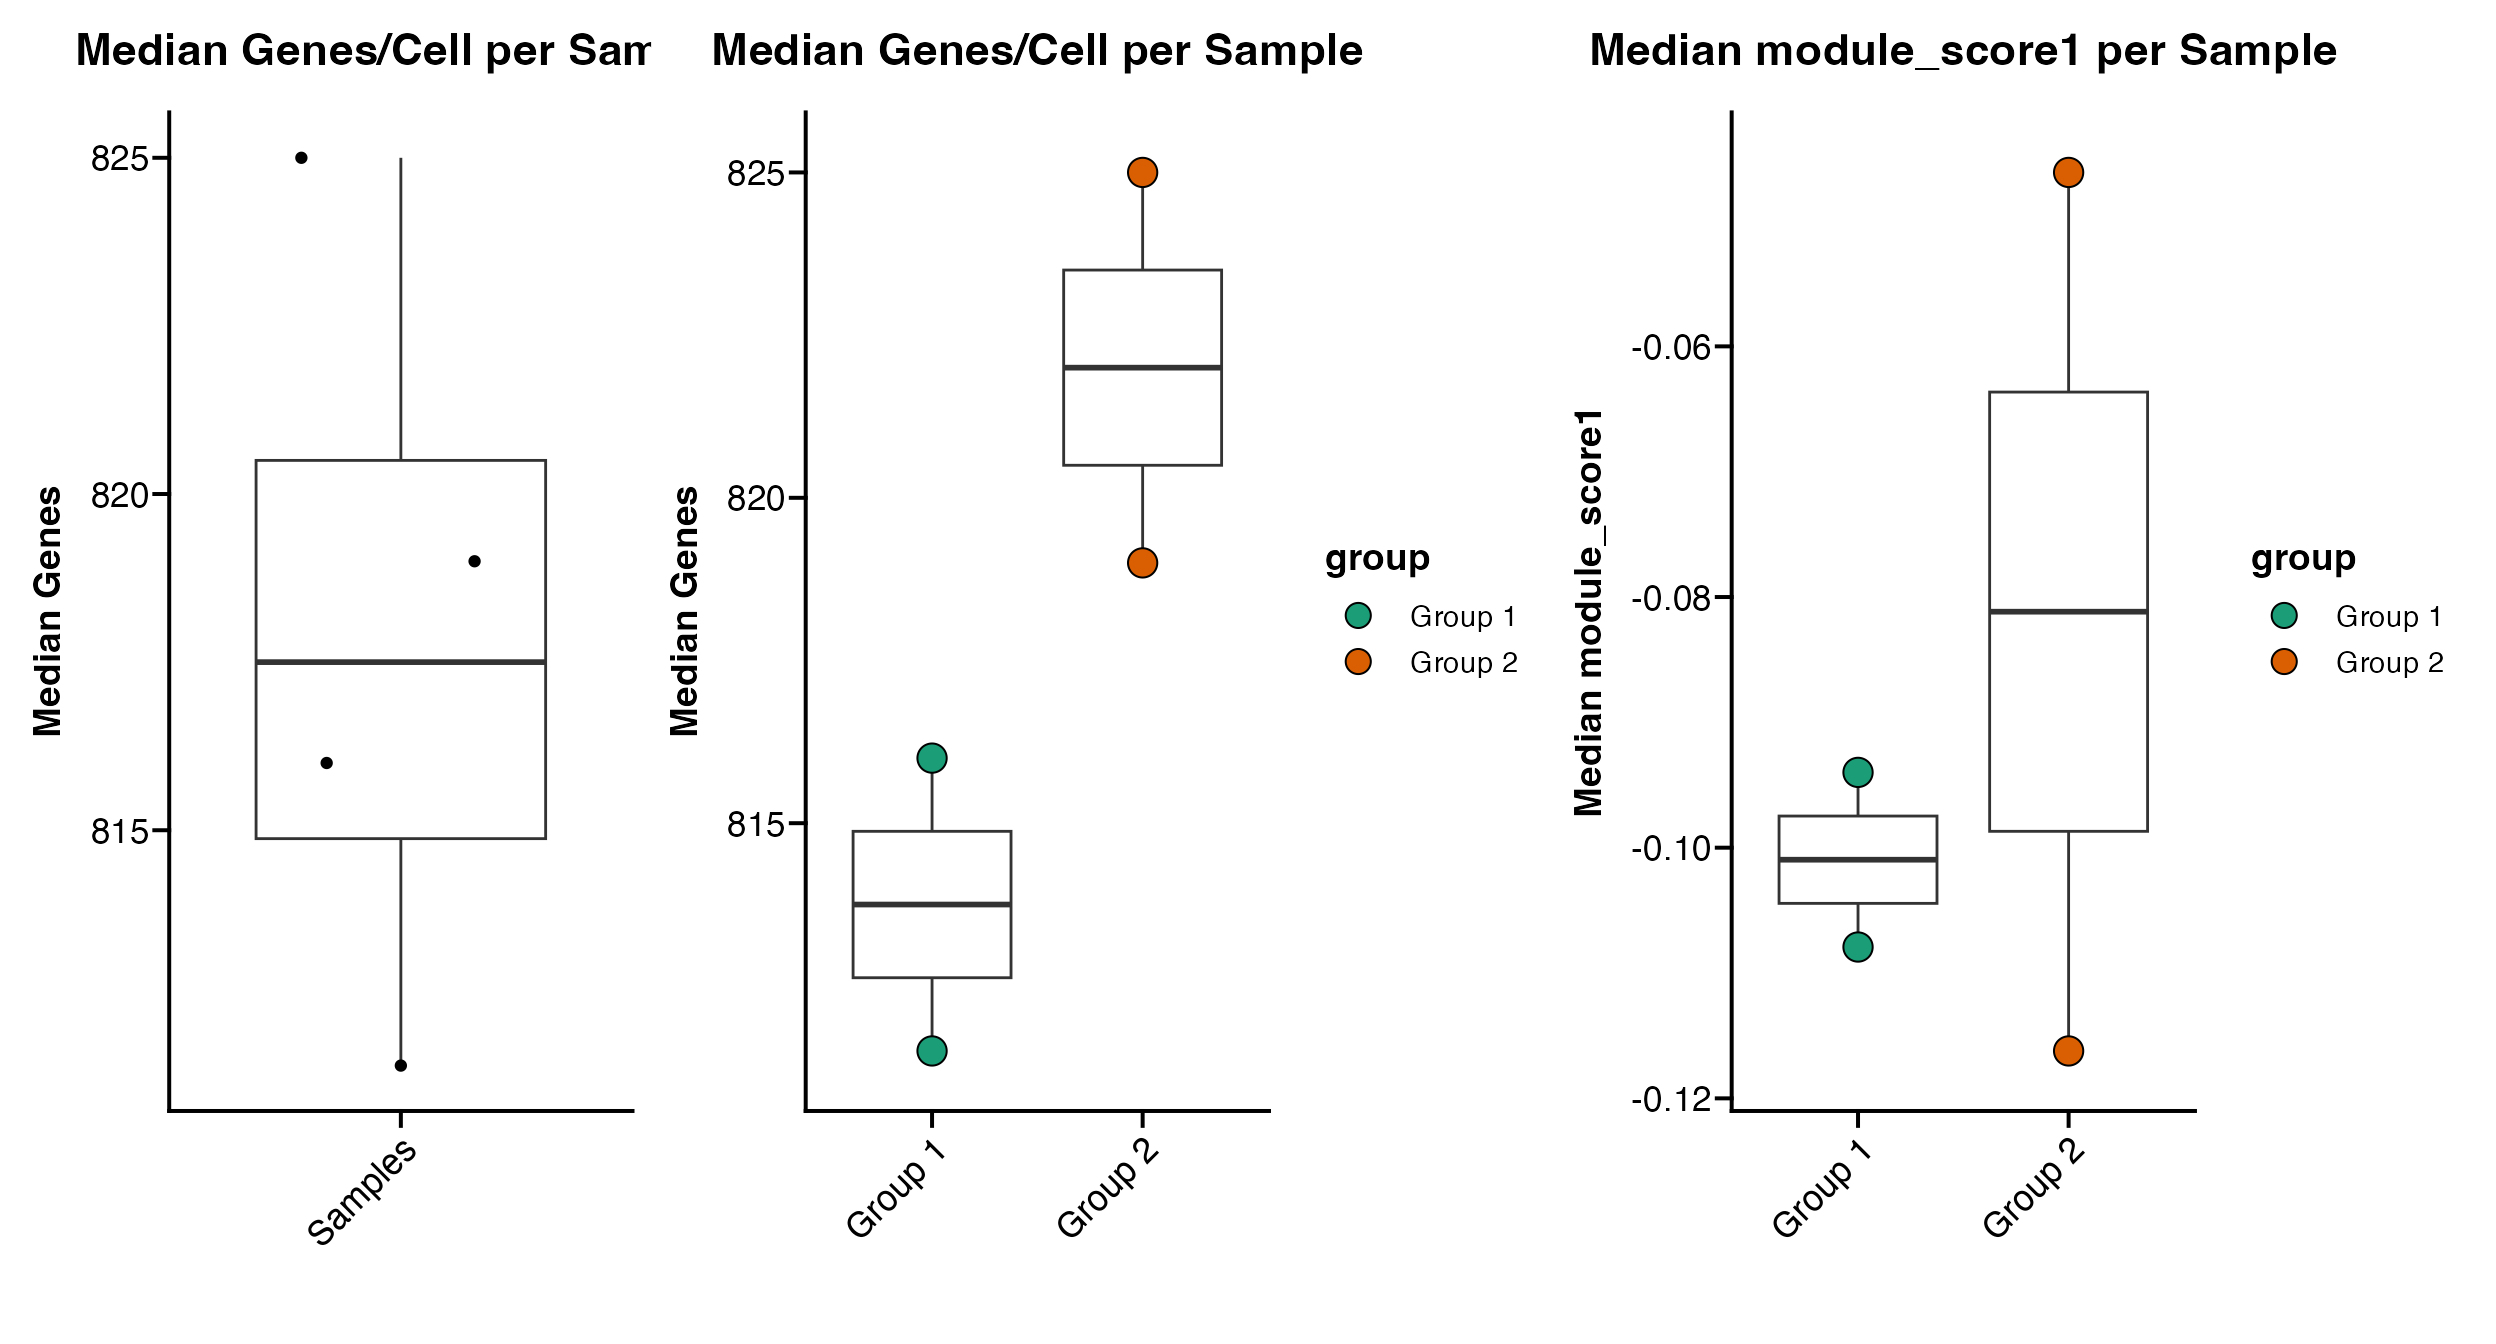 Median Genes/Cell per Sam
Median Genes
825
820
815
Samples
Median Genes/Cell per Sample
Median Genes
825
820
815
Group 1
Group 2
group
Group 1
Group 2
Median module_score1 per Sample
Median module_score1
-0.06
-0.08
-0.10
-0.12
Group 1
Group 2
group
Group 1
Group 2